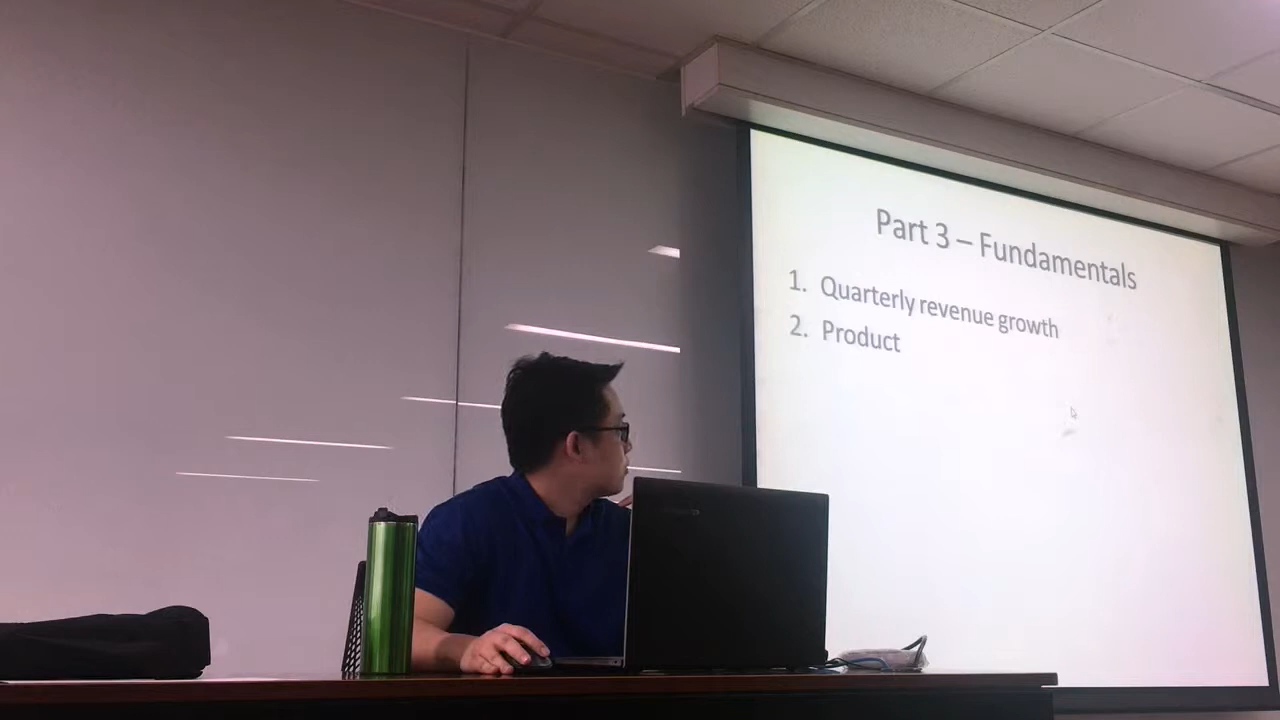 Part 3 – Fundamentals
1. Quarterly revenue growth
2. Product